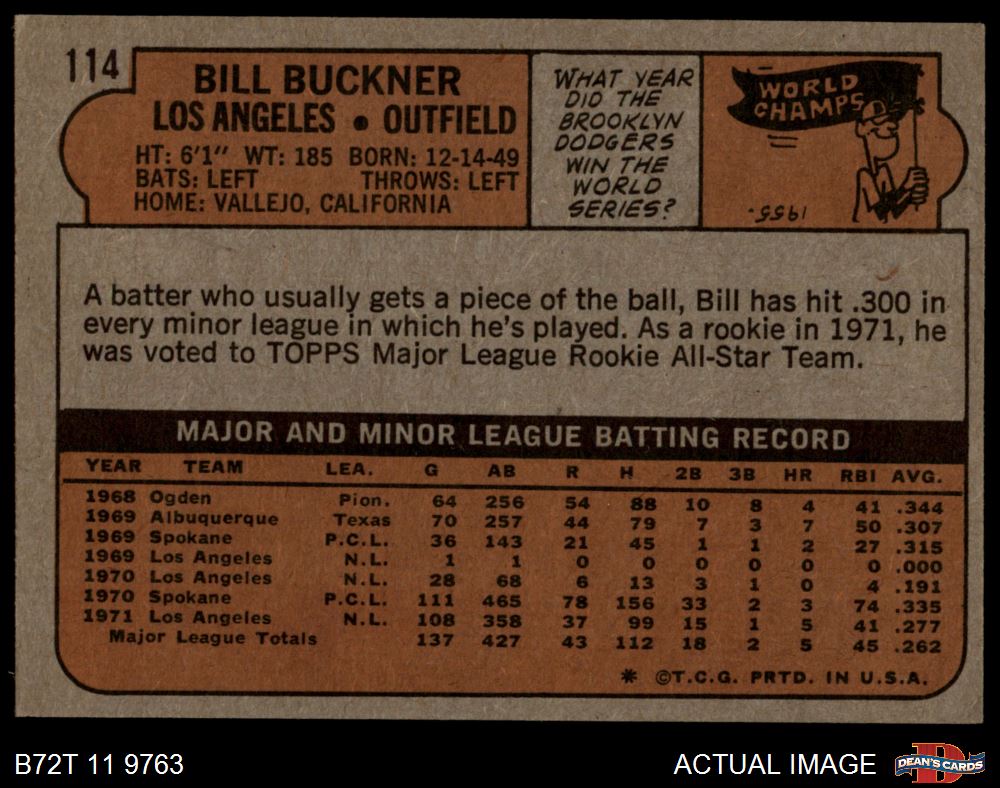 114
BILL BUCKNER
LOS ANGELES • OUTFIELD
HT: 6'1" WT: 185 BORN: 12-14-49
BATS: LEFT THROWS: LEFT
HOME: VALLEJO, CALIFORNIA
WHAT YEAR
DID THE
BROOKLYN
DODGERS
WIN THE
WORLD
SERIES?
WORLD
CHAMPS
1955.
A batter who usually gets a piece of the ball, Bill has hit .300 in
every minor league in which he's played. As a rookie in 1971, he
was voted to TOPPS Major League Rookie All-Star Team.
MAJOR AND MINOR LEAGUE BATTING RECORD
YEAR TEAM LEA. G AB R H 2B 3B HR RBI AVG.
1968 Ogden Pion. 64 256 54 88 10 8 4 41 .344
1969 Albuquerque Texas 70 257 44 79 7 3 7 50 .307
1969 Spokane P.C.L. 36 143 21 45 1 1 2 27 .315
1969 Los Angeles N.L. 1 1 0 0 0 0 0 0 .000
1970 Los Angeles N.L. 28 68 6 13 3 1 0 4 .191
1970 Spokane P.C.L. 111 465 78 156 33 2 3 74 .335
1971 Los Angeles N.L. 108 358 37 99 15 1 5 41 .277
Major League Totals 137 427 43 112 18 2 5 45 .262
* ©T.C.G. PRTD. IN U.S.A.
B72T 11 9763
ACTUAL IMAGE
DEAN'S CARDS